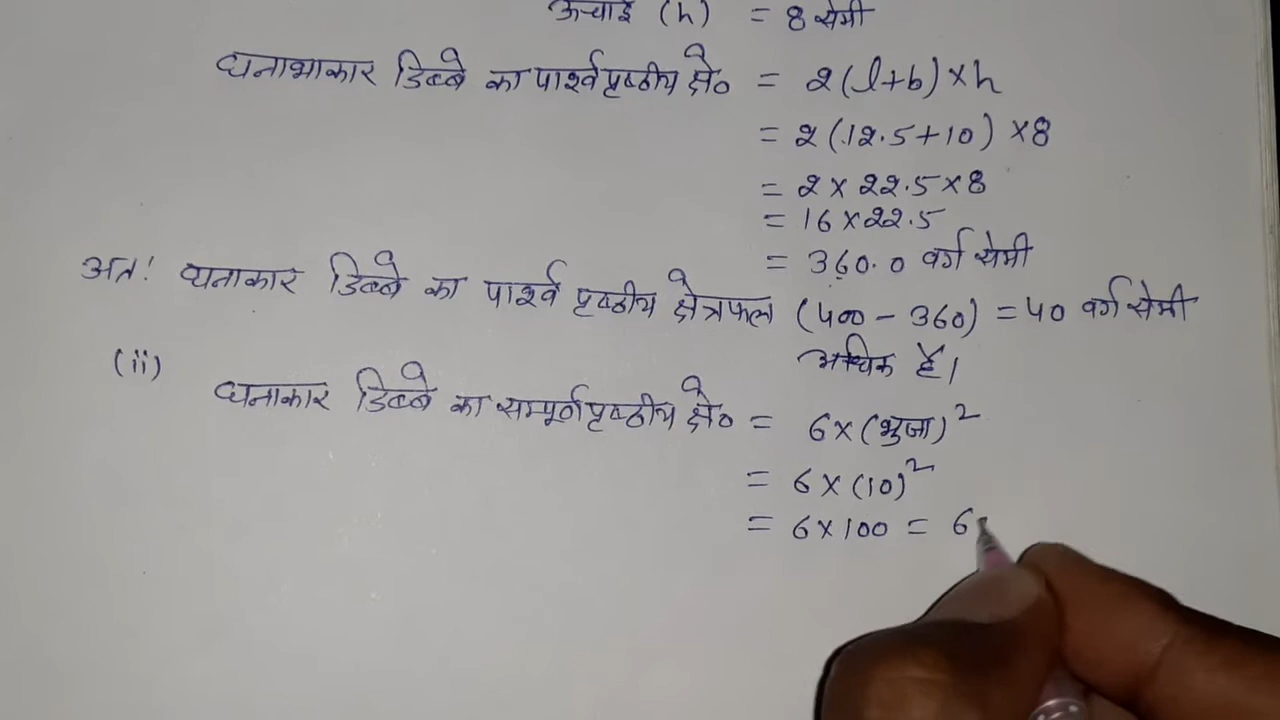 ऊचाई (h) = 8 सेमी
घनाभाकार डिब्बे का पार्श्वपृष्ठीय क्षे० = 2(l+b)×h
= 2(12.5+10)×8
= 2×22.5×8
= 16×22.5
= 360.0 वर्ग सेमी
अत: घनाकार डिब्बे का पार्श्व पृष्ठीय क्षेत्रफल (400-360) = 40 वर्ग सेमी
अधिक है।
(ii)
घनाकार डिब्बे का सम्पूर्ण पृष्ठीय क्षे० = 6×(भुजा)²
= 6×(10)²
= 6×100 = 6